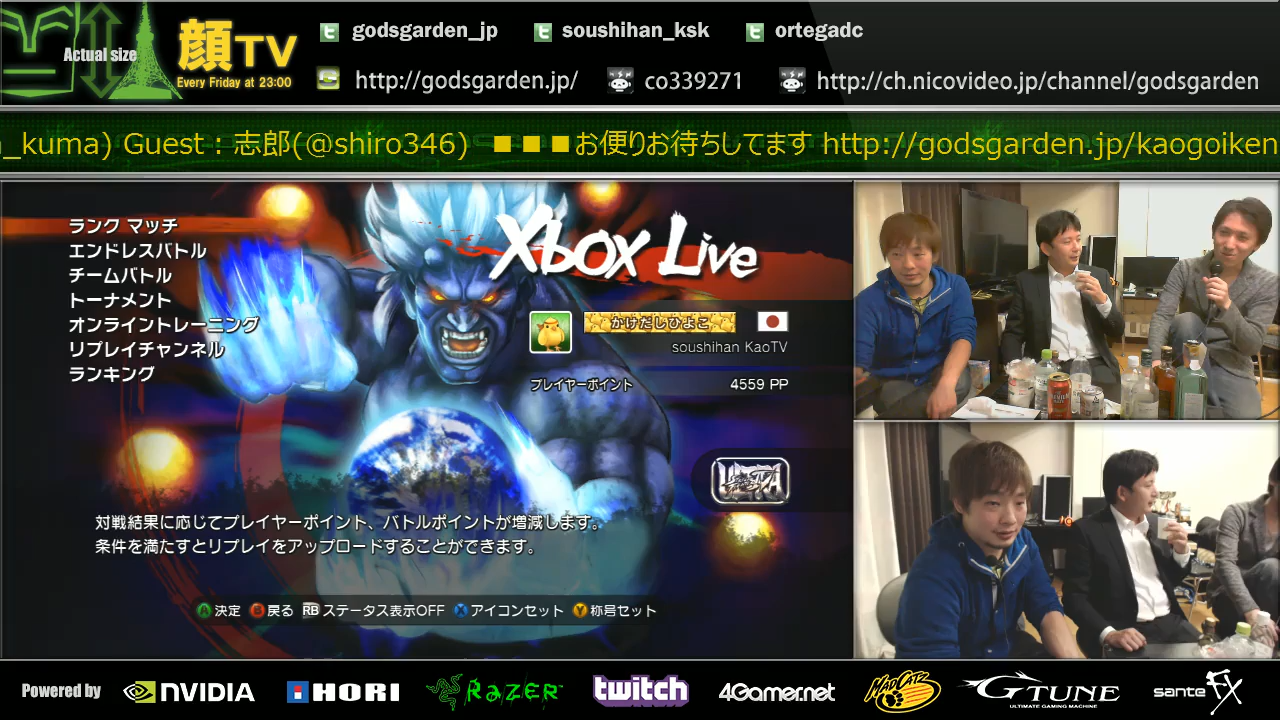 Actual size
顔TV
Every Friday at 23:00
godsgarden_jp
soushihan_ksk
ortegadc
http://godsgarden.jp/
co339271
http://ch.nicovideo.jp/channel/godsgarden
_kuma) Guest : 志郎(@shiro346) ■■■お便りお待ちしてます http://godsgarden.jp/kaogoiken
ランク マッチ
エンドレスバトル
チームバトル
トーナメント
オンライントレーニング
リプレイチャンネル
ランキング
Xbox Live
かけだしひよこ
soushihan KaoTV
プレイヤーポイント 4559 PP
ULTRA
対戦結果に応じてプレイヤーポイント、バトルポイントが増減します。
条件を満たすとリプレイをアップロードすることができます。
A 決定 B 戻る RB ステータス表示OFF X アイコンセット Y 称号セット
Powered by NVIDIA HORI RAZER twitch 4Gamer.net MAD CATZ G TUNE santeFX
ULTIMATE GAMING MACHINE